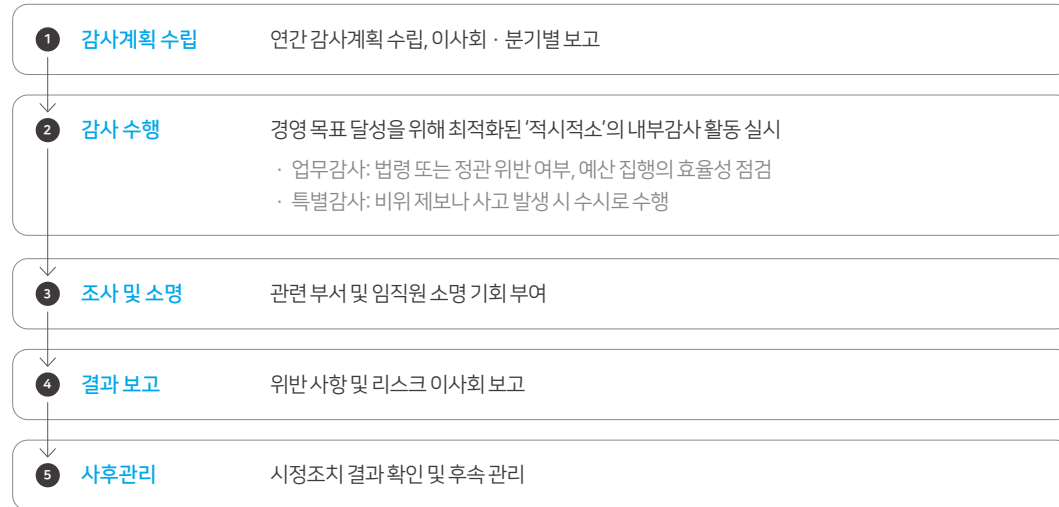 1 감사계획 수립 연간 감사계획 수립, 이사회 · 분기별 보고
2 감사 수행 경영 목표 달성을 위해 최적화된 ‘적시적소’의 내부감사 활동 실시
· 업무감사: 법령 또는 정관 위반 여부, 예산 집행의 효율성 점검
· 특별감사: 비위 제보나 사고 발생 시 수시로 수행
3 조사 및 소명 관련 부서 및 임직원 소명 기회 부여
4 결과 보고 위반 사항 및 리스크 이사회 보고
5 사후관리 시정조치 결과 확인 및 후속 관리